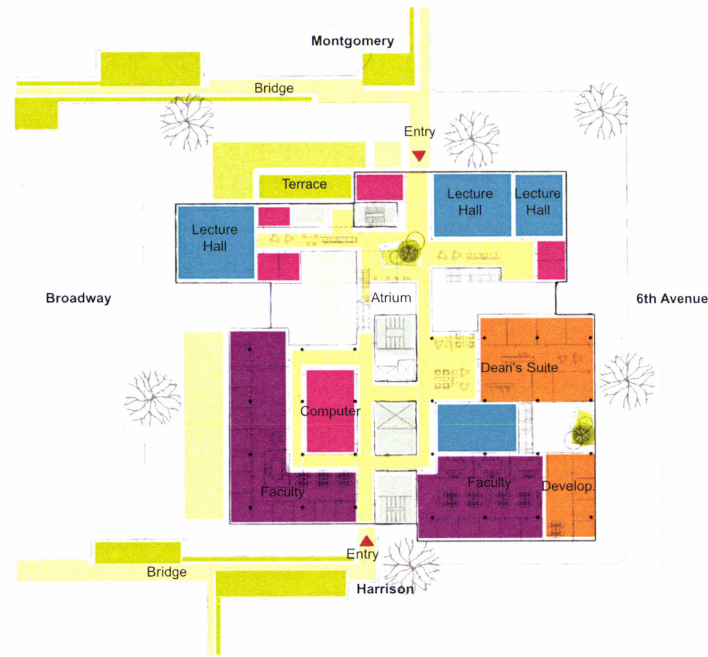 Montgomery
Bridge
Entry
Terrace
Lecture
Hall
Lecture
Hall
Lecture
Hall
Broadway
Atrium
6th Avenue
Dean's Suite
Computer
Faculty
Faculty
Develop.
Entry
Bridge
Harrison